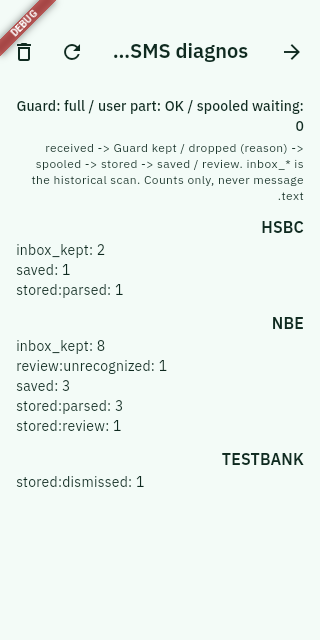 DEBUG
...SMS diagnos
Guard: full / user part: OK / spooled waiting:
0
received -> Guard kept / dropped (reason) ->
spooled -> stored -> saved / review. inbox_* is
the historical scan. Counts only, never message
.text
HSBC
inbox_kept: 2
saved: 1
stored:parsed: 1
NBE
inbox_kept: 8
review:unrecognized: 1
saved: 3
stored:parsed: 3
stored:review: 1
TESTBANK
stored:dismissed: 1